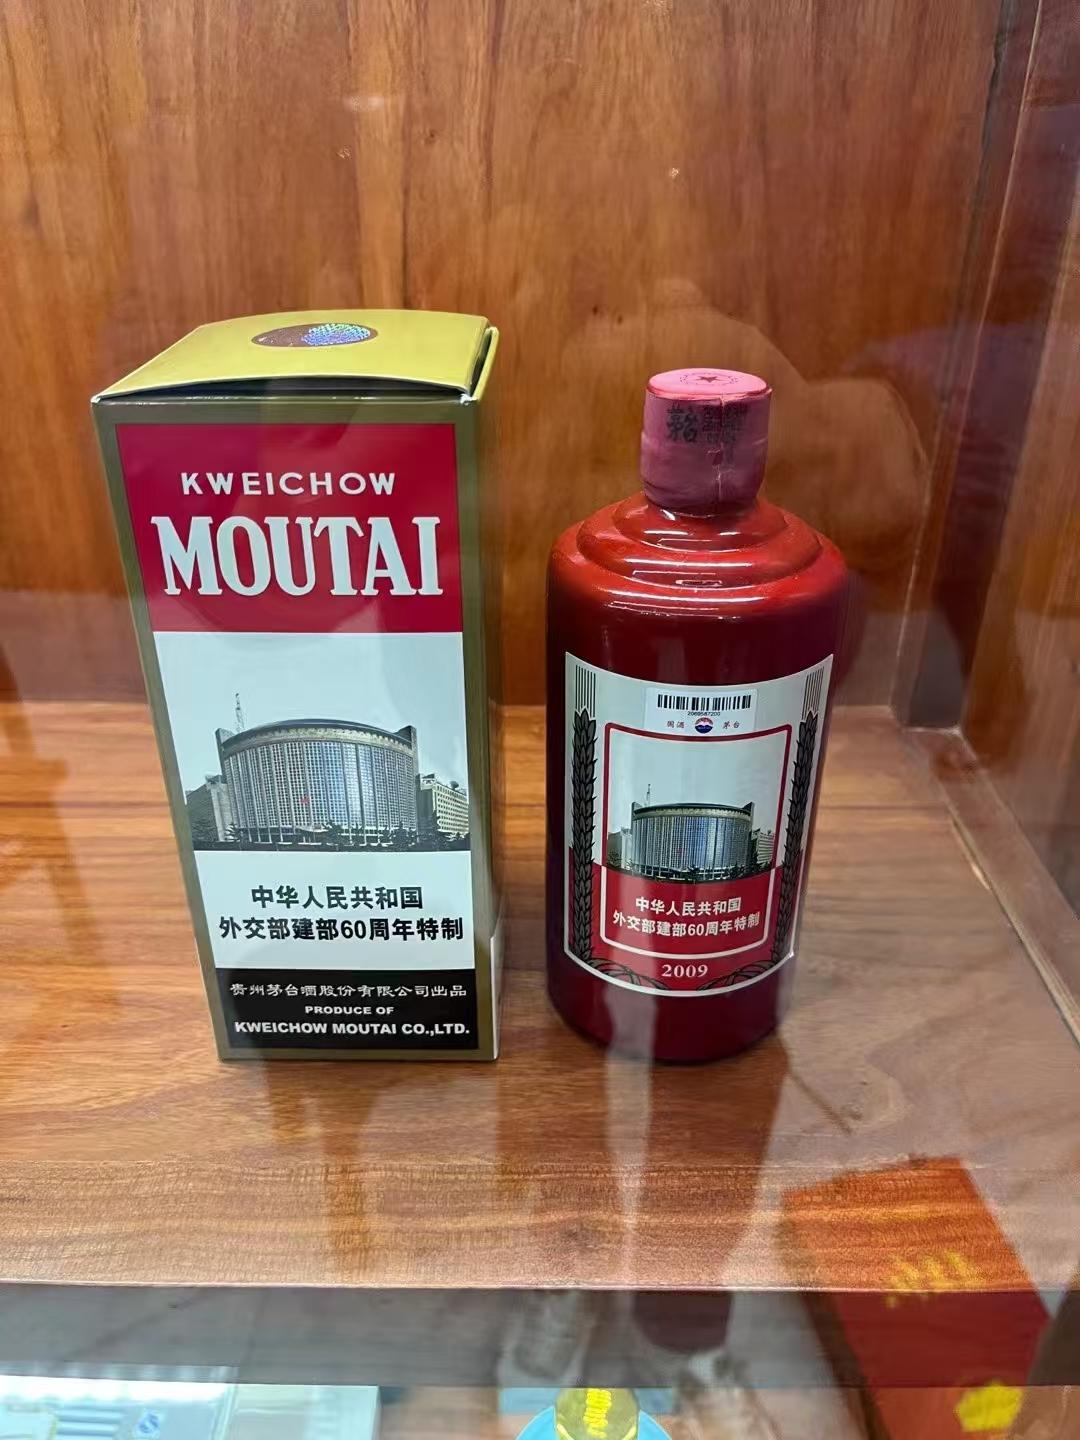 KWEICHOW
MOUTAI
中华人民共和国
外交部建部60周年特制
贵州茅台酒股份有限公司出品
PRODUCE OF
KWEICHOW MOUTAI CO.,LTD.
茅台
国酒 茅台
中华人民共和国
外交部建部60周年特制
2009